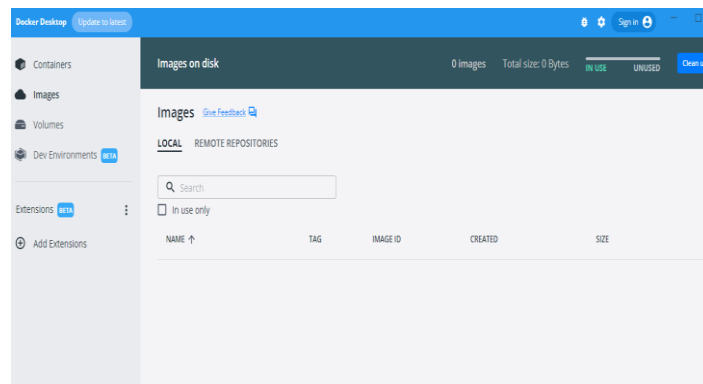 Docker Desktop Update to latest Sign in
Containers
Images
Volumes
Dev Environments BETA
Extensions BETA
Add Extensions
Images on disk 0 images Total size: 0 Bytes IN USE UNUSED Clean u
Images Give Feedback
LOCAL REMOTE REPOSITORIES
Search
In use only
NAME TAG IMAGE ID CREATED SIZE